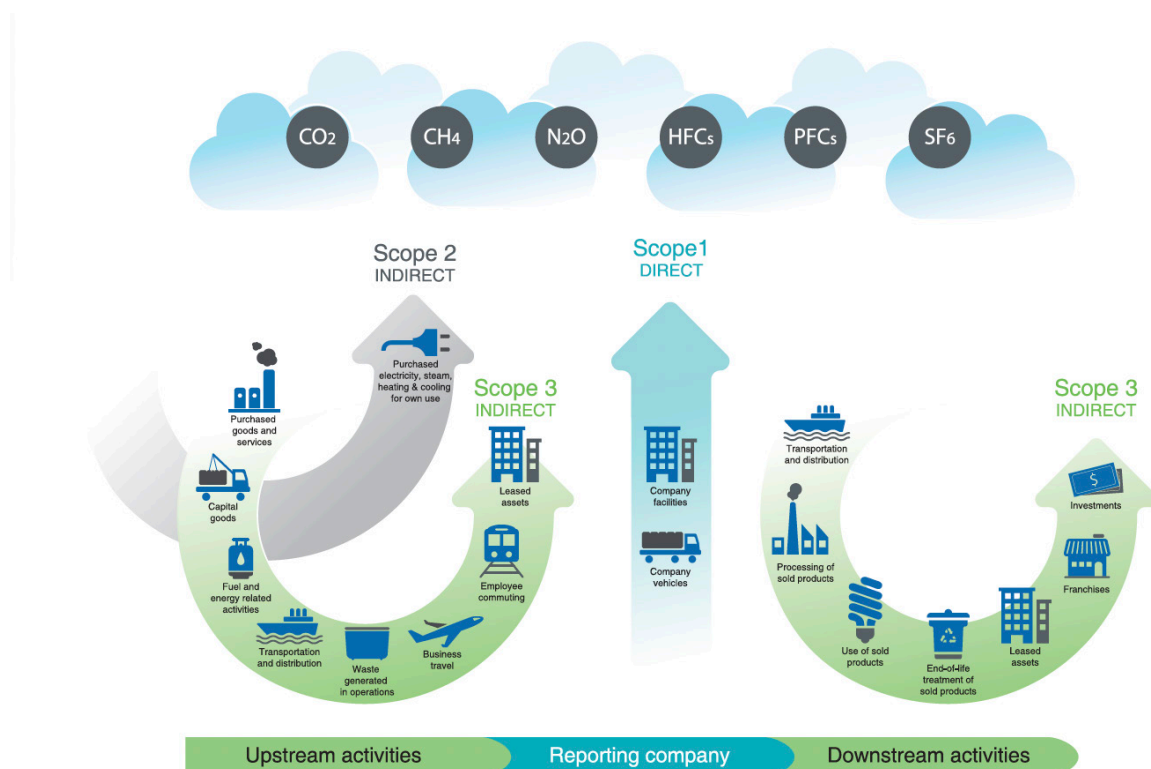 CO2
CH4
N2O
HFCs
PFCs
SF6
Scope 2
INDIRECT
Scope1
DIRECT
Purchased
electricity, steam,
heating & cooling
for own use
Purchased
goods and
services
Capital
goods
Fuel and
energy related
activities
Transportation
and distribution
Waste
generated
in operations
Business
travel
Employee
commuting
Leased
assets
Scope 3
INDIRECT
Company
facilities
Company
vehicles
Transportation
and distribution
Processing of
sold products
Use of sold
products
End-of-life
treatment of
sold products
Leased
assets
Franchises
Investments
Scope 3
INDIRECT
Upstream activities
Reporting company
Downstream activities